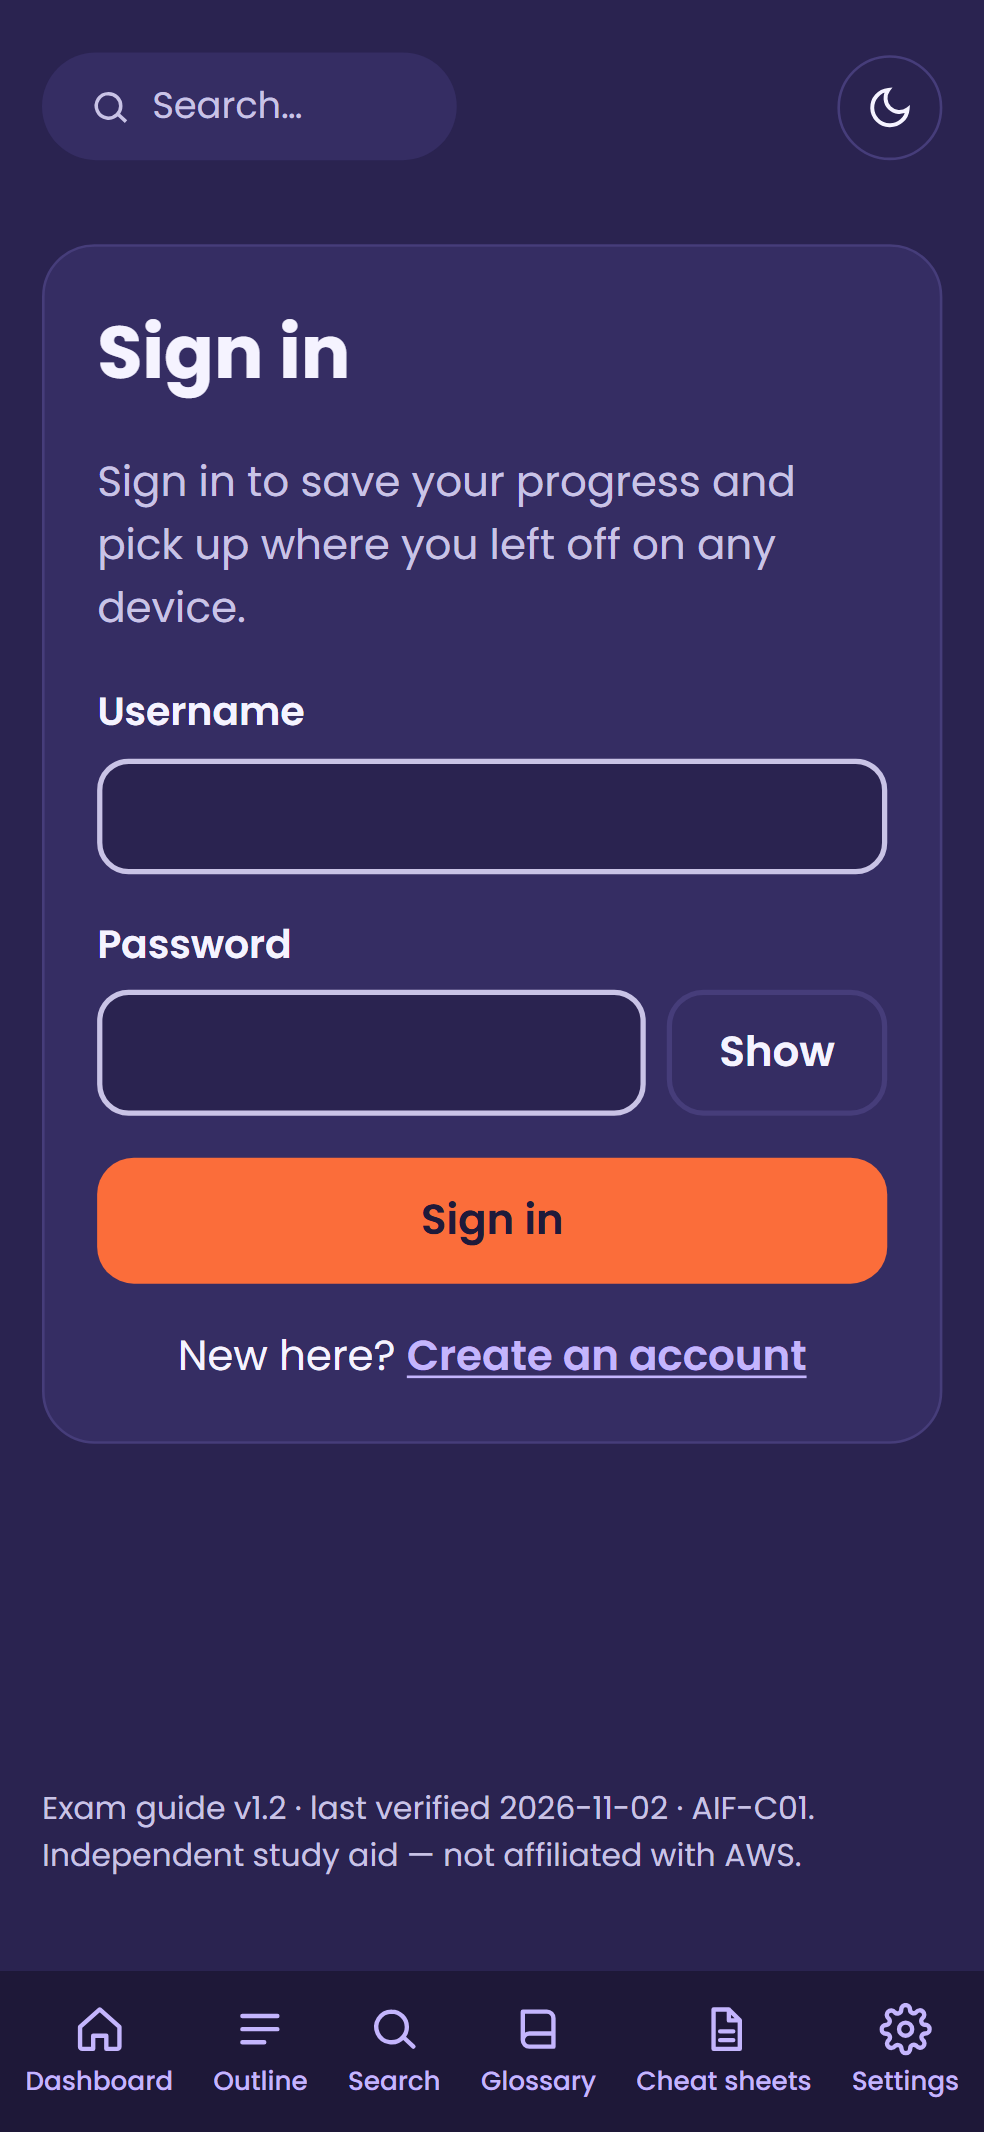 Search...
Sign in
Sign in to save your progress and
pick up where you left off on any
device.
Username
Password
Show
Sign in
New here? Create an account
Exam guide v1.2 · last verified 2026-11-02 · AIF-C01.
Independent study aid — not affiliated with AWS.
Dashboard Outline Search Glossary Cheat sheets Settings